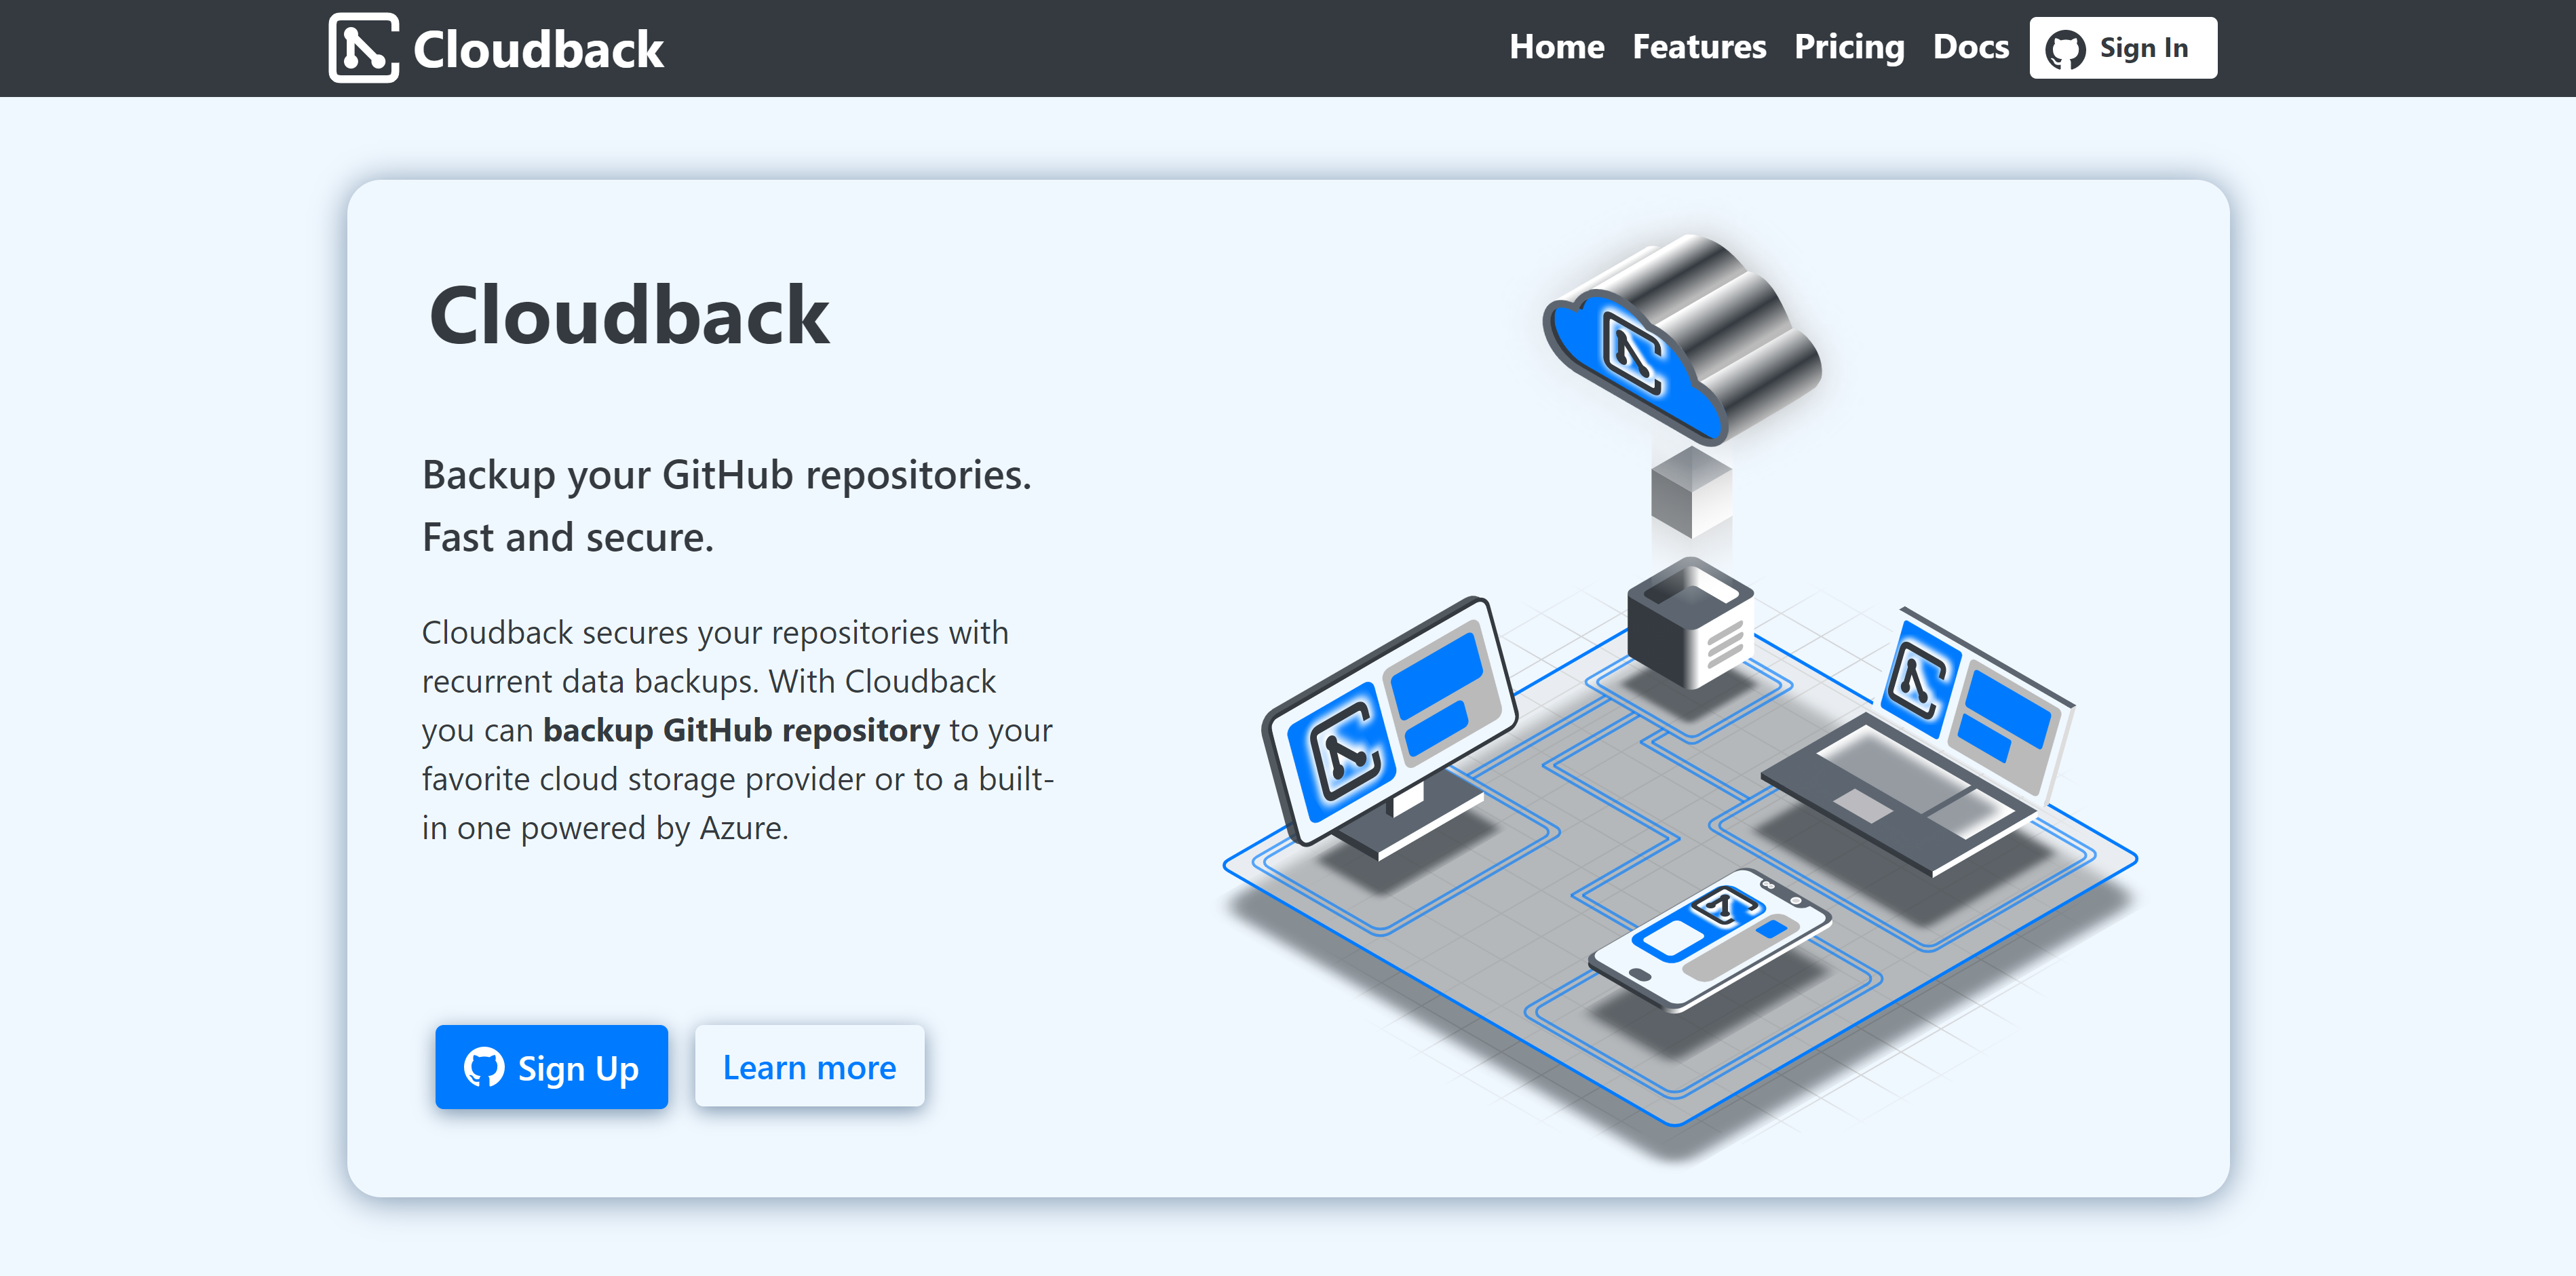 Cloudback
Home Features Pricing Docs Sign In
Cloudback
Backup your GitHub repositories.
Fast and secure.
Cloudback secures your repositories with
recurrent data backups. With Cloudback
you can backup GitHub repository to your
favorite cloud storage provider or to a built-
in one powered by Azure.
Sign Up Learn more